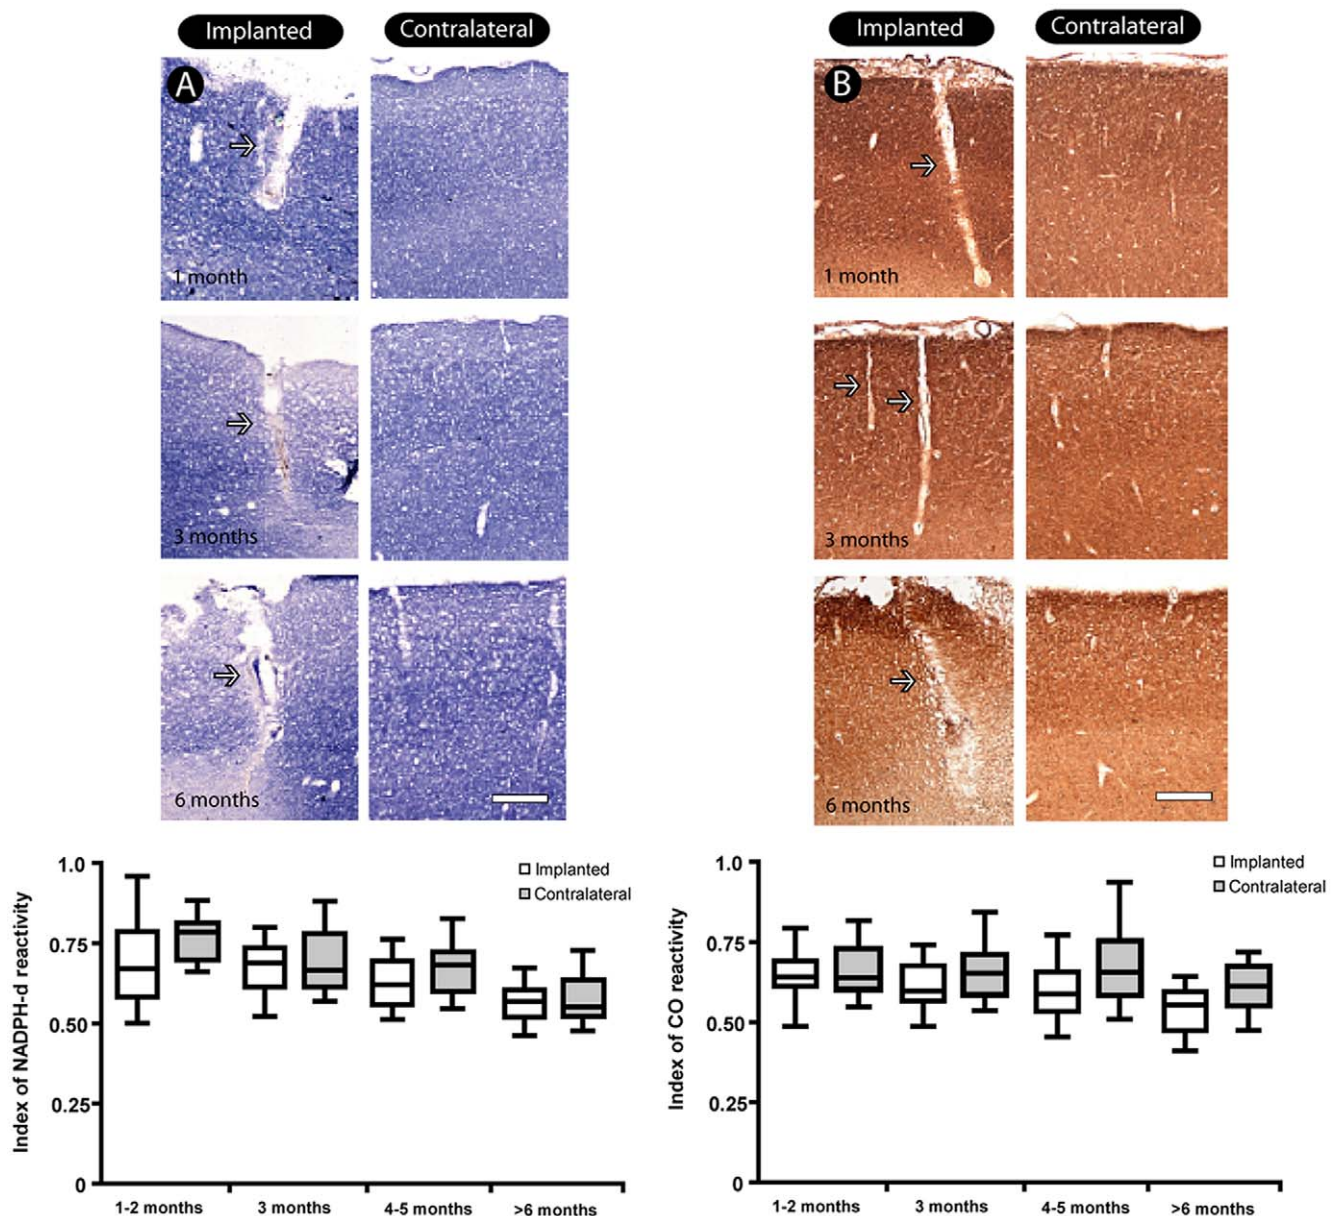 Implanted
Contralateral
Implanted
Contralateral
A
B
1 month
1 month
3 months
3 months
6 months
6 months
Index of NADPH-d reactivity
1.0
0.75
0.50
0.25
0
Implanted
Contralateral
1-2 months
3 months
4-5 months
>6 months
Index of CO reactivity
1.0
0.75
0.50
0.25
0
Implanted
Contralateral
1-2 months
3 months
4-5 months
>6 months